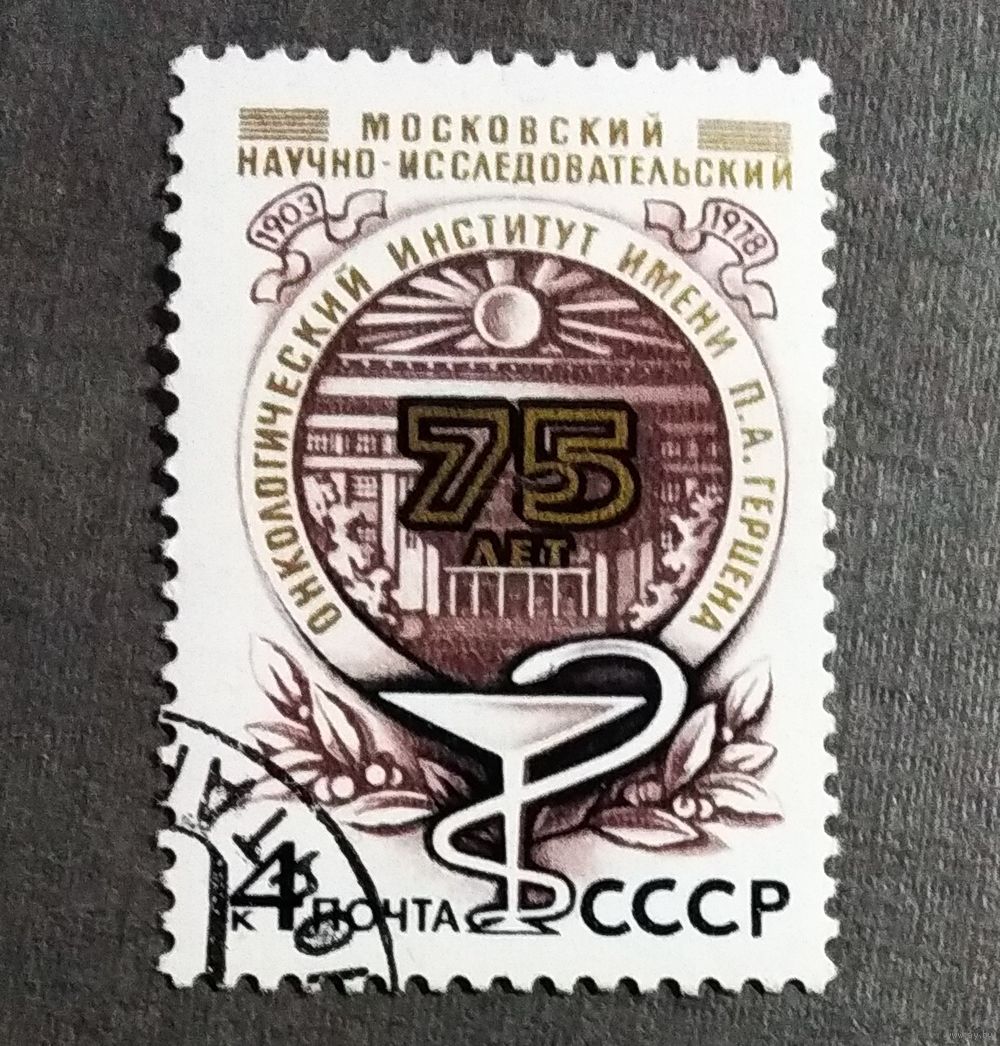 МОСКОВСКИЙ
НАУЧНО-ИССЛЕДОВАТЕЛЬСКИЙ
1903
1978
ОНКОЛОГИЧЕСКИЙ ИНСТИТУТ ИМЕНИ П.А. ГЕРЦЕНА
75
ЛЕТ
4 К ПОЧТА СССР